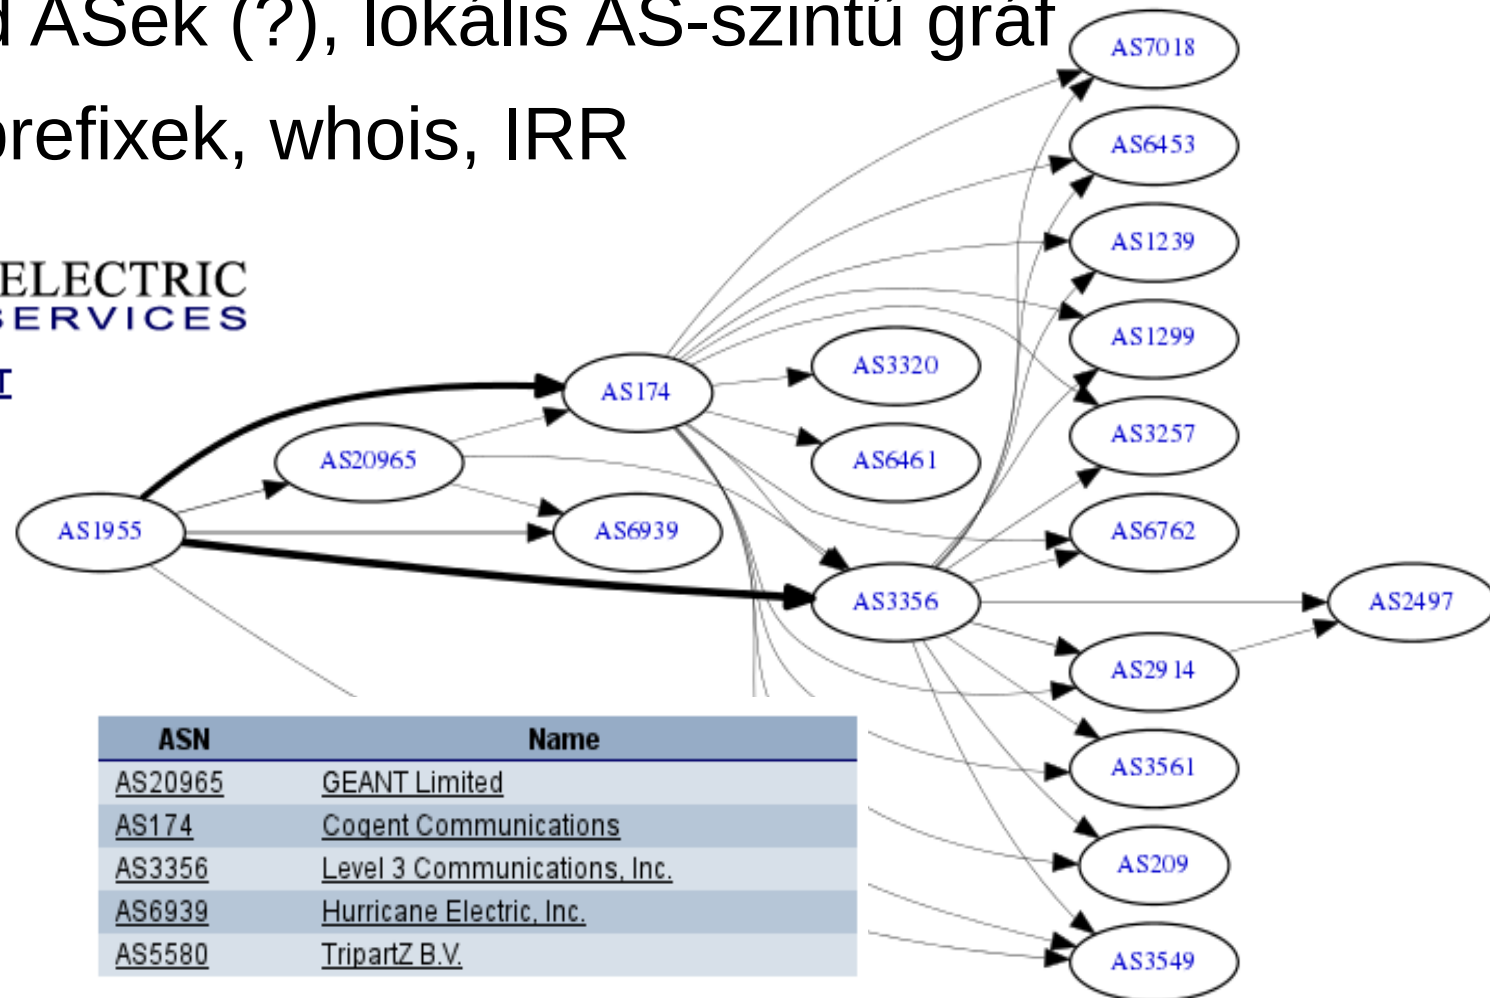 ASek (?), lokális AS-szintű gráf
prefixek, whois, IRR
ELECTRIC
SERVICES
AS7018
AS6453
AS1239
AS1299
AS3320
AS174
AS3257
AS20965
AS6461
AS1955
AS6939
AS6762
AS3356
AS2497
AS2914
AS3561
AS209
AS3549
ASN Name
AS20965 GEANT Limited
AS174 Cogent Communications
AS3356 Level 3 Communications, Inc.
AS6939 Hurricane Electric, Inc.
AS5580 TripartZ B.V.